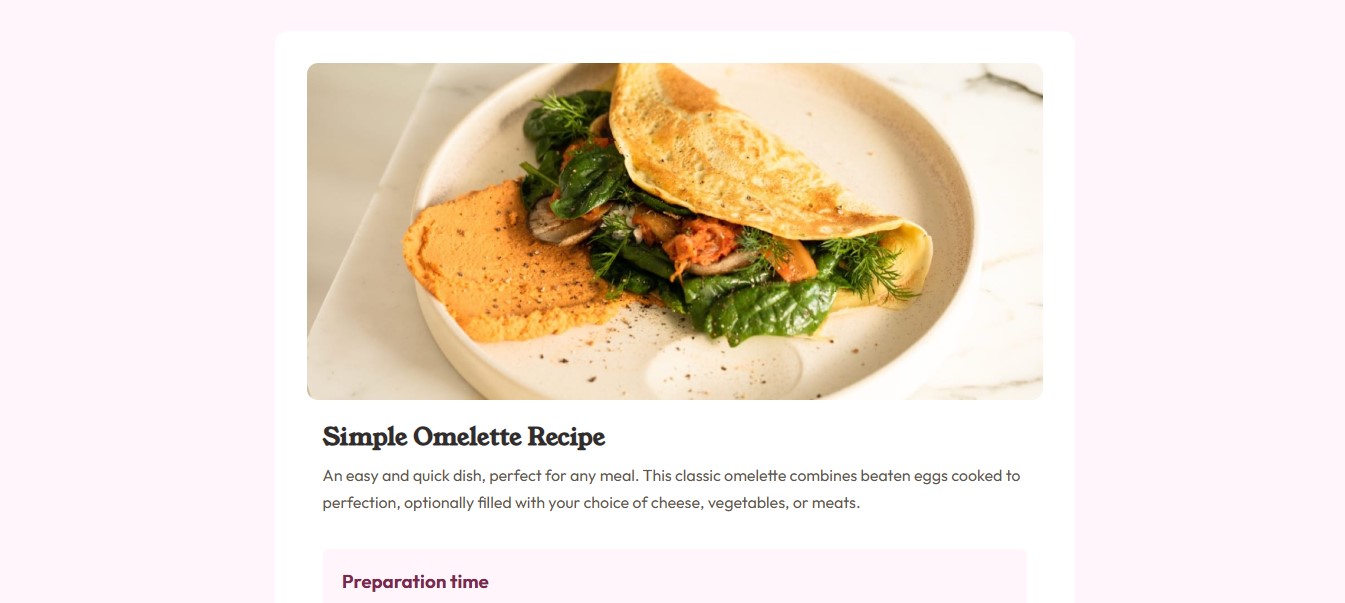 Simple Omelette Recipe
An easy and quick dish, perfect for any meal. This classic omelette combines beaten eggs cooked to
perfection, optionally filled with your choice of cheese, vegetables, or meats.
Preparation time